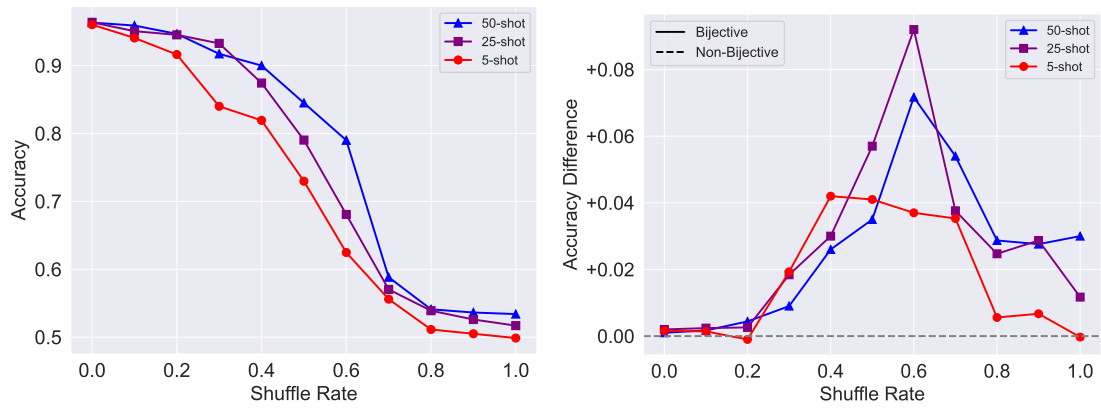 Accuracy
0.9
0.8
0.7
0.6
0.5
50-shot
25-shot
5-shot
0.0 0.2 0.4 0.6 0.8 1.0
Shuffle Rate
Accuracy Difference
+0.08
+0.06
+0.04
+0.02
0.00
Bijective
Non-Bijective
50-shot
25-shot
5-shot
0.0 0.2 0.4 0.6 0.8 1.0
Shuffle Rate